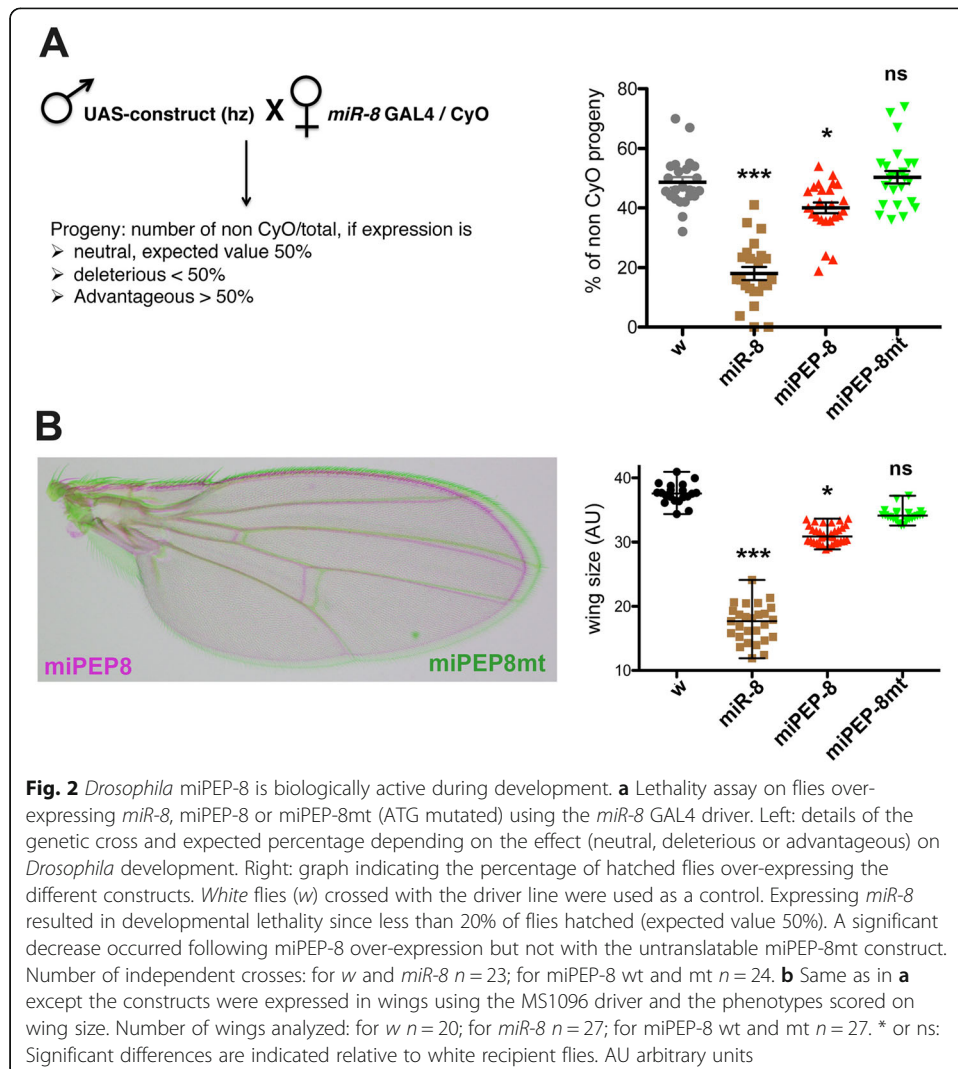 A
UAS-construct (hz) X miR-8 GAL4 / CyO
Progeny: number of non CyO/total, if expression is
➢ neutral, expected value 50%
➢ deleterious < 50%
➢ Advantageous > 50%
% of non CyO progeny
80
60
40
20
0
***
*
ns
w
miR-8
miPEP-8
miPEP-8mt
B
miPEP8
miPEP8mt
wing size (AU)
40
30
20
10
***
*
ns
w
miR-8
miPEP-8
miPEP-8mt
Fig. 2 Drosophila miPEP-8 is biologically active during development. a Lethality assay on flies over-
expressing miR-8, miPEP-8 or miPEP-8mt (ATG mutated) using the miR-8 GAL4 driver. Left: details of the
genetic cross and expected percentage depending on the effect (neutral, deleterious or advantageous) on
Drosophila development. Right: graph indicating the percentage of hatched flies over-expressing the
different constructs. White flies (w) crossed with the driver line were used as a control. Expressing miR-8
resulted in developmental lethality since less than 20% of flies hatched (expected value 50%). A significant
decrease occurred following miPEP-8 over-expression but not with the untranslatable miPEP-8mt construct.
Number of independent crosses: for w and miR-8 n = 23; for miPEP-8 wt and mt n = 24. b Same as in a
except the constructs were expressed in wings using the MS1096 driver and the phenotypes scored on
wing size. Number of wings analyzed: for w n = 20; for miR-8 n = 27; for miPEP-8 wt and mt n = 27. * or ns:
Significant differences are indicated relative to white recipient flies. AU arbitrary units